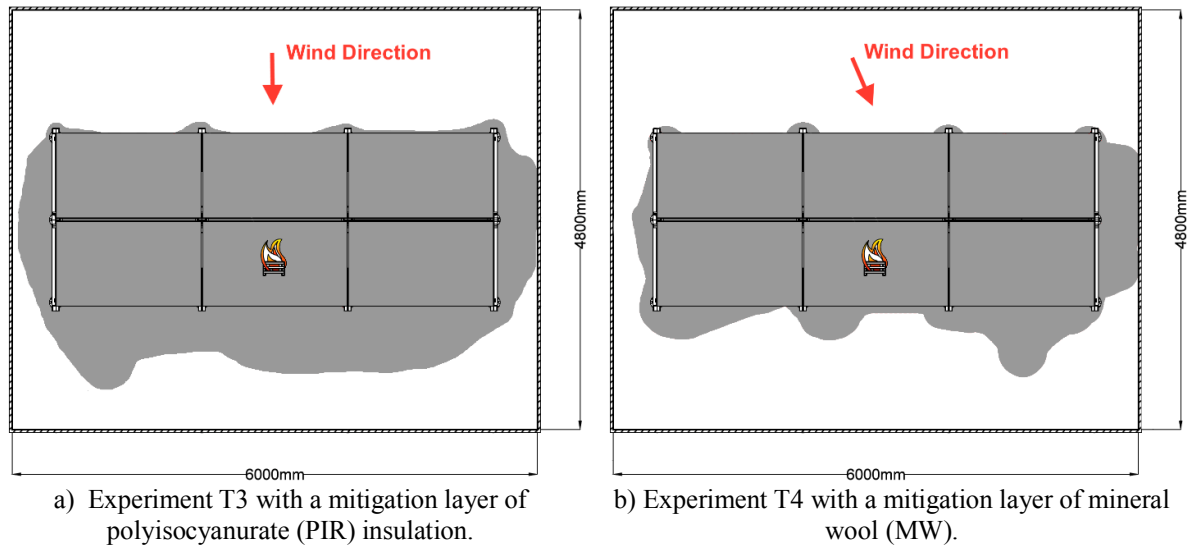 Wind Direction
4800mm
6000mm
a) Experiment T3 with a mitigation layer of
polyisocyanurate (PIR) insulation.
Wind Direction
4800mm
6000mm
b) Experiment T4 with a mitigation layer of mineral
wool (MW).